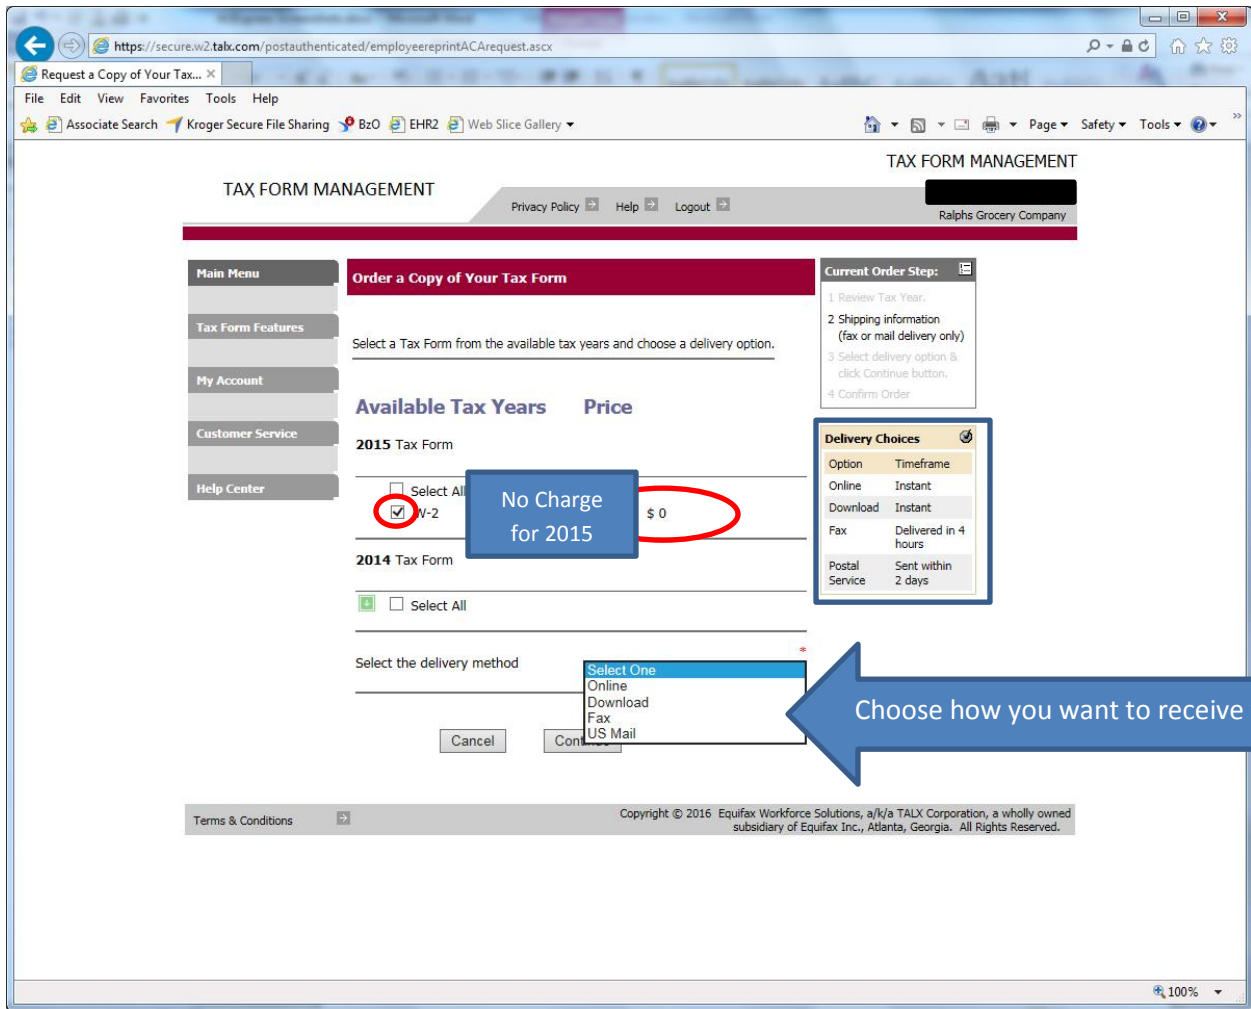 https://secure.w2.talx.com/postauthenticated/employeereprintACArequest.ascx
Request a Copy of Your Tax...
File Edit View Favorites Tools Help
Associate Search Kroger Secure File Sharing BzO EHR2 Web Slice Gallery
Page Safety Tools
TAX FORM MANAGEMENT
TAX FORM MANAGEMENT
Privacy Policy Help Logout
Ralphs Grocery Company
Main Menu
Tax Form Features
My Account
Customer Service
Help Center
Order a Copy of Your Tax Form
Select a Tax Form from the available tax years and choose a delivery option.
Available Tax Years Price
2015 Tax Form
Select All
W-2 $ 0
No Charge
for 2015
2014 Tax Form
Select All
Select the delivery method *
Select One
Online
Download
Fax
US Mail
Cancel
Current Order Step:
1 Review Tax Year.
2 Shipping information
(fax or mail delivery only)
3 Select delivery option &
click Continue button.
4 Confirm Order
Delivery Choices
Option Timeframe
Online Instant
Download Instant
Fax Delivered in 4
hours
Postal Sent within
Service 2 days
Choose how you want to receive
Terms & Conditions
Copyright © 2016 Equifax Workforce Solutions, a/k/a TALX Corporation, a wholly owned
subsidiary of Equifax Inc., Atlanta, Georgia. All Rights Reserved.
100%